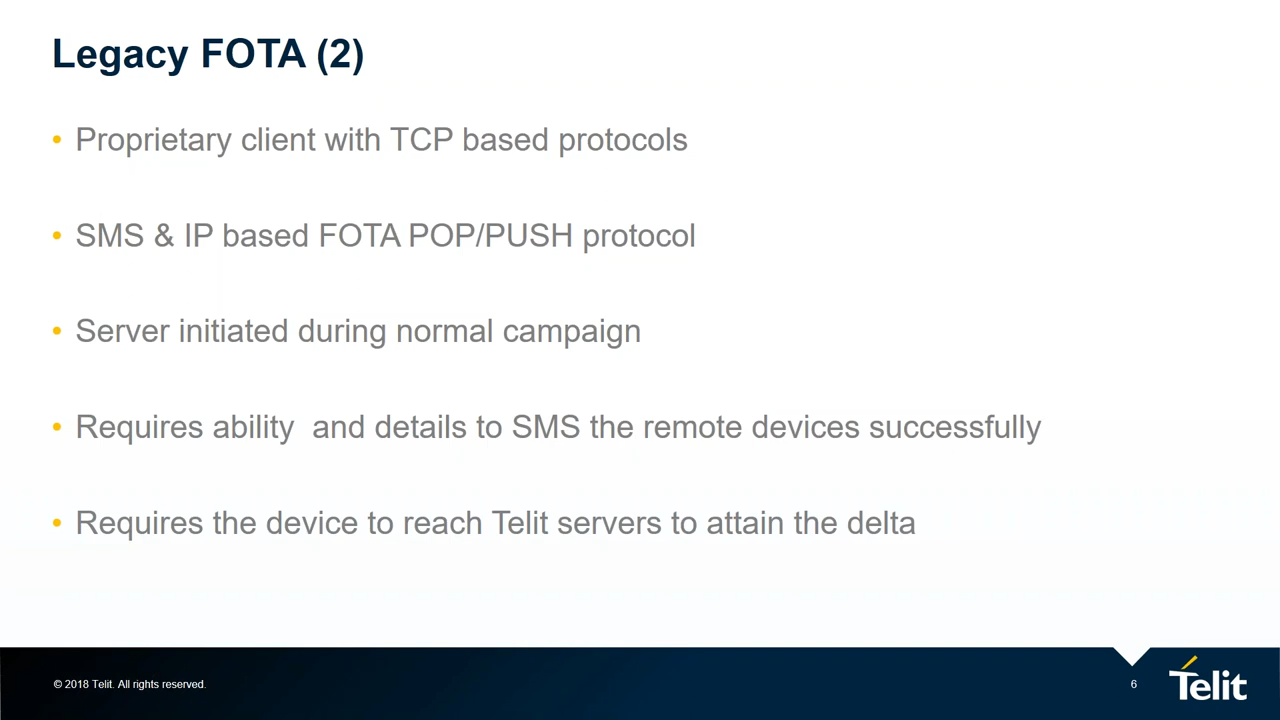 Legacy FOTA (2)
• Proprietary client with TCP based protocols
• SMS & IP based FOTA POP/PUSH protocol
• Server initiated during normal campaign
• Requires ability  and details to SMS the remote devices successfully
• Requires the device to reach Telit servers to attain the delta
© 2018 Telit. All rights reserved.
6
Telit